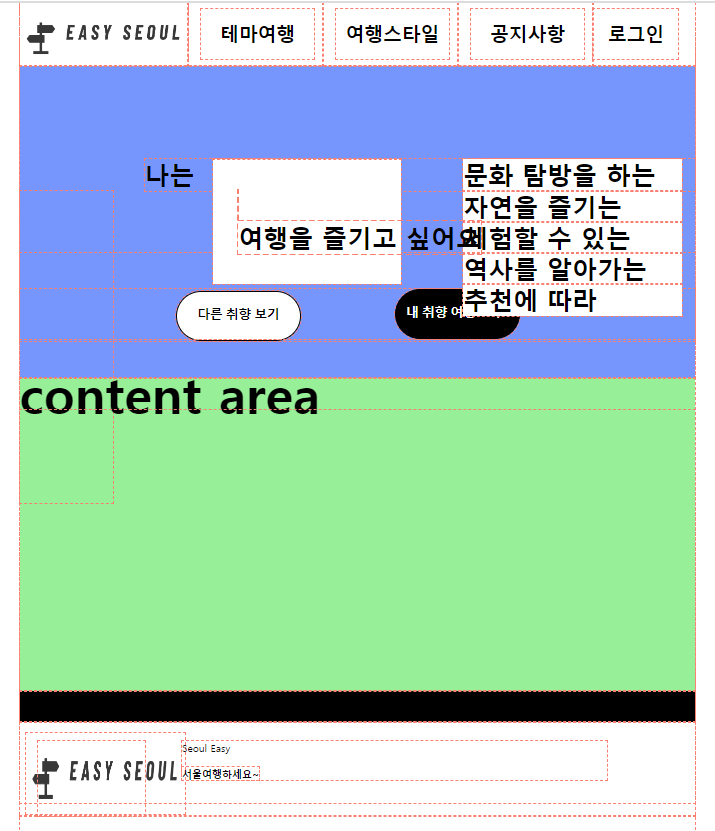 EASY SEOUL
테마여행
여행스타일
공지사항
로그인
나는
문화 탐방을 하는
자연을 즐기는
여행을 즐기고 싶어요
체험할 수 있는
역사를 알아가는
추천에 따라
다른 취향 보기
내 취향
content area
Seoul Easy
EASY SEOUL
서울여행하세요~